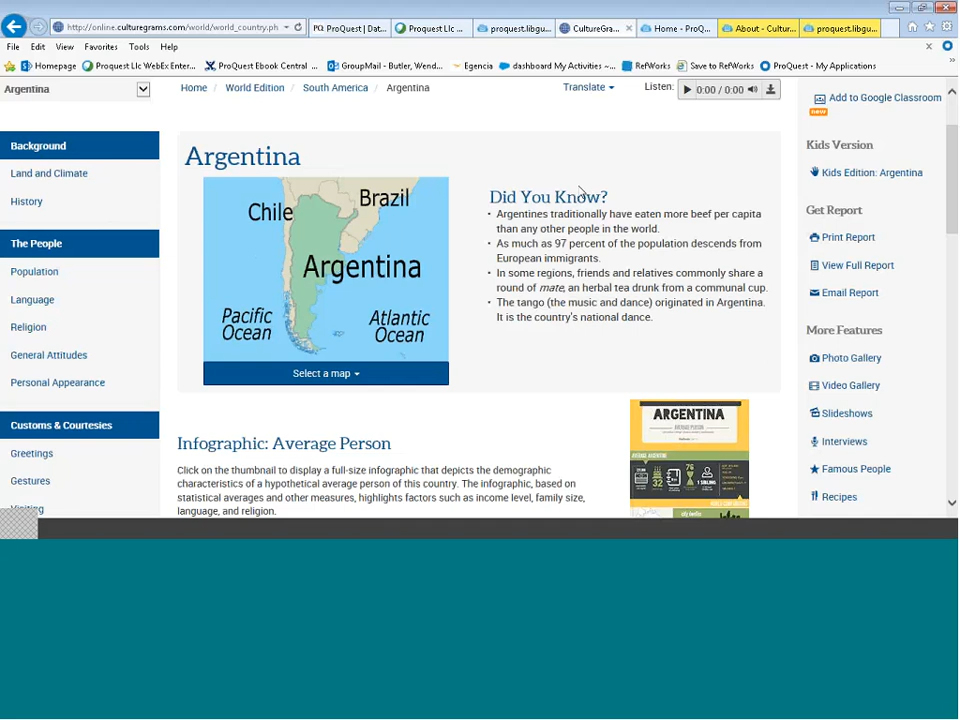 http://online.culturegrams.com/world/world_country.ph
ProQuest | Dat...
Proquest Llc ...
proquest.libgu...
CultureGra...
Home - ProQ...
About - Cultur...
proquest.libgu...
File Edit View Favorites Tools Help
Homepage
Proquest Llc WebEx Enter...
ProQuest Ebook Central ...
GroupMail - Butler, Wend...
Egencia
dashboard My Activities ~...
RefWorks
Save to RefWorks
ProQuest - My Applications
Argentina
Home World Edition South America Argentina
Translate
Listen:
0:00 / 0:00
Background
Land and Climate
History
The People
Population
Language
Religion
General Attitudes
Personal Appearance
Customs & Courtesies
Greetings
Gestures
Visiting
Argentina
Chile
Brazil
Argentina
Pacific
Ocean
Atlantic
Ocean
Select a map
Did You Know?
• Argentines traditionally have eaten more beef per capita
than any other people in the world.
• As much as 97 percent of the population descends from
European immigrants.
• In some regions, friends and relatives commonly share a
round of mate, an herbal tea drunk from a communal cup.
• The tango (the music and dance) originated in Argentina.
It is the country's national dance.
Infographic: Average Person
Click on the thumbnail to display a full-size infographic that depicts the demographic
characteristics of a hypothetical average person of this country. The infographic, based on
statistical averages and other measures, highlights factors such as income level, family size,
language, and religion.
ARGENTINA
AVERAGE PERSON
32
76
Add to Google Classroom
NEW
Kids Version
Kids Edition: Argentina
Get Report
Print Report
View Full Report
Email Report
More Features
Photo Gallery
Video Gallery
Slideshows
Interviews
Famous People
Recipes